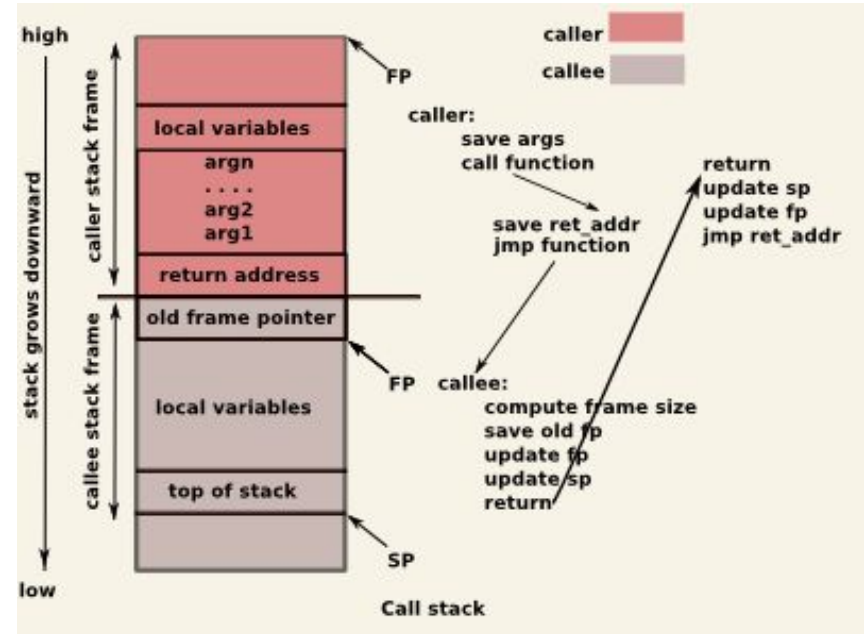 high
caller stack frame
stack grows downward
callee stack frame
low
local variables
argn
. . . .
arg2
arg1
return address
old frame pointer
local variables
top of stack
FP
FP
SP
caller
callee
caller:
save args
call function
save ret_addr
jmp function
callee:
compute frame size
save old fp
update fp
update sp
return
return
update sp
update fp
jmp ret_addr
Call stack